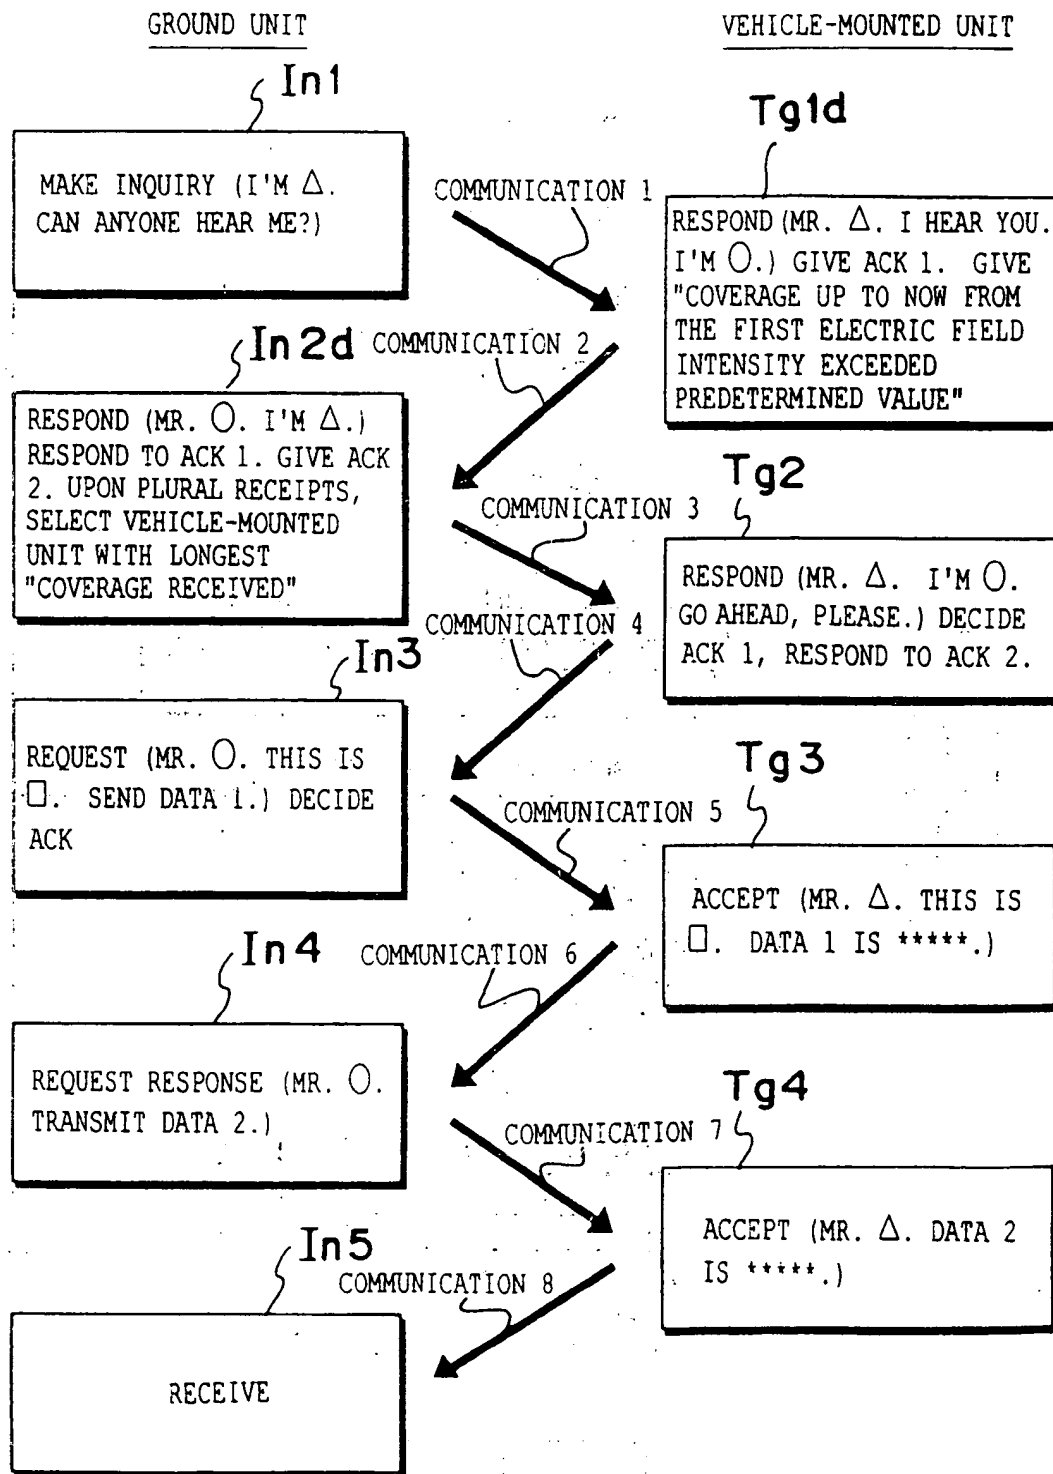 GROUND UNIT
VEHICLE-MOUNTED UNIT
In1
MAKE INQUIRY (I'M △.
CAN ANYONE HEAR ME?)
COMMUNICATION 1
Tg1d
RESPOND (MR. △. I HEAR YOU.
I'M ○.) GIVE ACK 1. GIVE
"COVERAGE UP TO NOW FROM
THE FIRST ELECTRIC FIELD
INTENSITY EXCEEDED
PREDETERMINED VALUE"
COMMUNICATION 2
In2d
RESPOND (MR. ○. I'M △.)
RESPOND TO ACK 1. GIVE ACK
2. UPON PLURAL RECEIPTS,
SELECT VEHICLE-MOUNTED
UNIT WITH LONGEST
"COVERAGE RECEIVED"
COMMUNICATION 3
Tg2
RESPOND (MR. △. I'M ○.
GO AHEAD, PLEASE.) DECIDE
ACK 1, RESPOND TO ACK 2.
COMMUNICATION 4
In3
REQUEST (MR. ○. THIS IS
□. SEND DATA 1.) DECIDE
ACK
COMMUNICATION 5
Tg3
ACCEPT (MR. △. THIS IS
□. DATA 1 IS *****.)
COMMUNICATION 6
In4
REQUEST RESPONSE (MR. ○.
TRANSMIT DATA 2.)
COMMUNICATION 7
Tg4
ACCEPT (MR. △. DATA 2
IS *****.)
COMMUNICATION 8
In5
RECEIVE